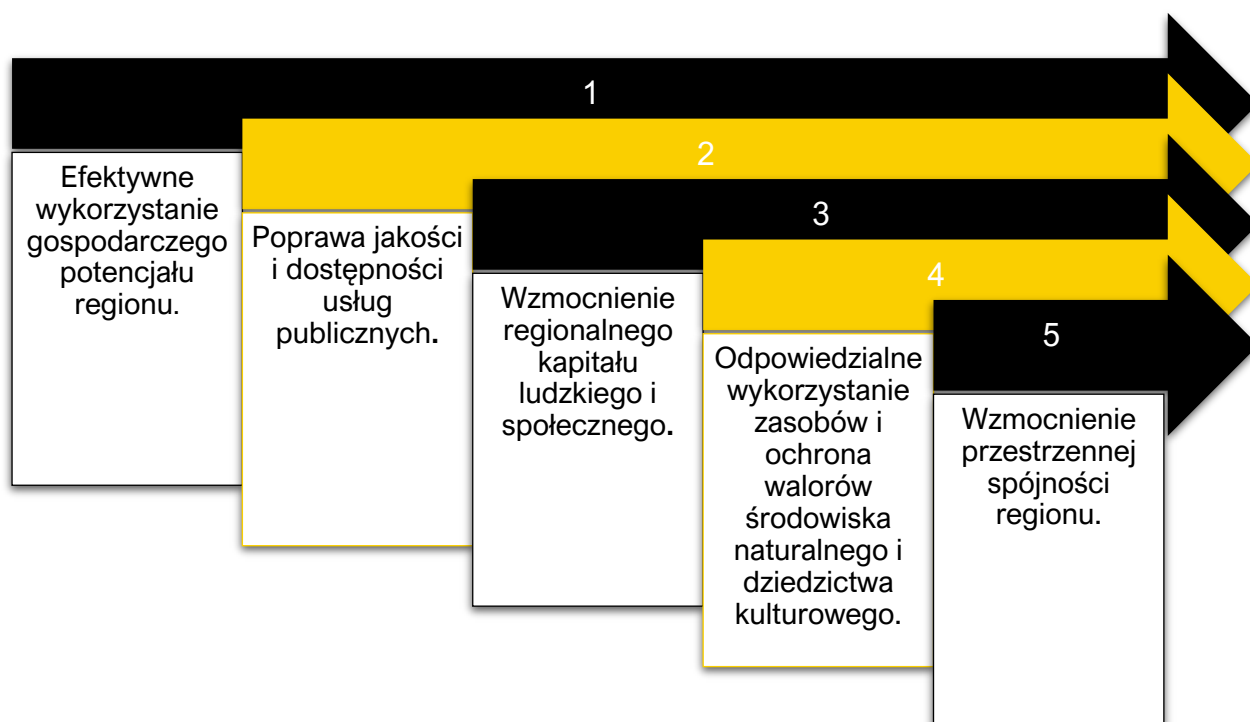 1
Efektywne
wykorzystanie
gospodarczego
potencjału
regionu.
2
Poprawa jakości
i dostępności
usług
publicznych.
3
Wzmocnienie
regionalnego
kapitału
ludzkiego i
społecznego.
4
Odpowiedzialne
wykorzystanie
zasobów i
ochrona
walorów
środowiska
naturalnego i
dziedzictwa
kulturowego.
5
Wzmocnienie
przestrzennej
spójności
regionu.